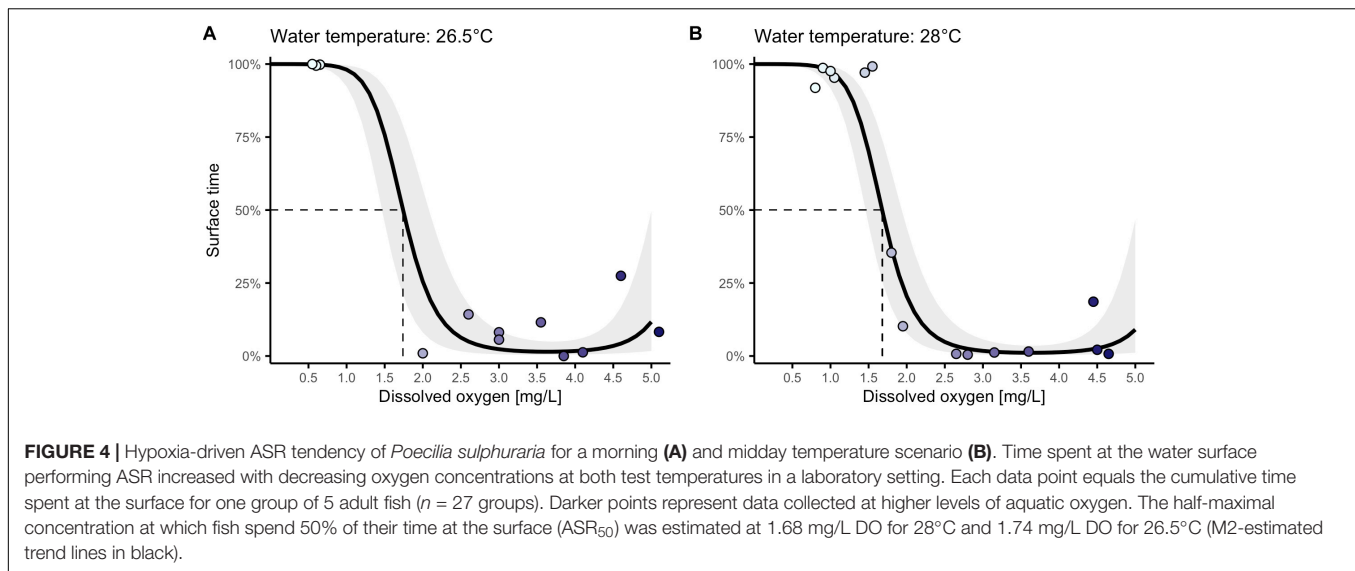 A Water temperature: 26.5°C
100%
75%
50%
25%
0%
Surface time
0.5 1.0 1.5 2.0 2.5 3.0 3.5 4.0 4.5 5.0
Dissolved oxygen [mg/L]
B Water temperature: 28°C
100%
75%
50%
25%
0%
0.5 1.0 1.5 2.0 2.5 3.0 3.5 4.0 4.5 5.0
Dissolved oxygen [mg/L]
FIGURE 4 | Hypoxia-driven ASR tendency of Poecilia sulphuraria for a morning (A) and midday temperature scenario (B). Time spent at the water surface
performing ASR increased with decreasing oxygen concentrations at both test temperatures in a laboratory setting. Each data point equals the cumulative time
spent at the surface for one group of 5 adult fish (n = 27 groups). Darker points represent data collected at higher levels of aquatic oxygen. The half-maximal
concentration at which fish spend 50% of their time at the surface (ASR50) was estimated at 1.68 mg/L DO for 28°C and 1.74 mg/L DO for 26.5°C (M2-estimated
trend lines in black).